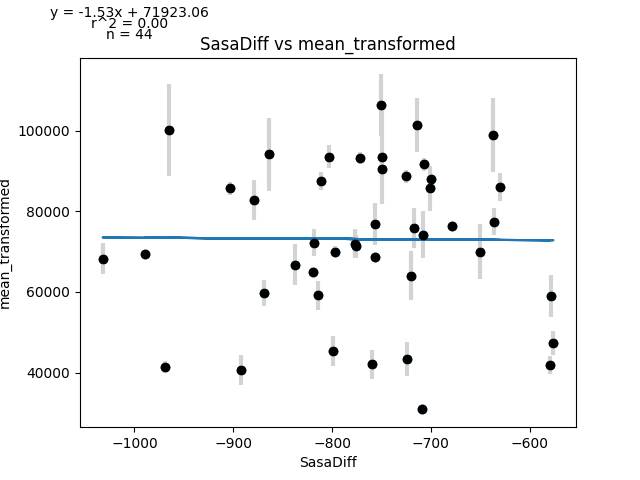 y = -1.53x + 71923.06
r^2 = 0.00
n = 44
SasaDiff vs mean_transformed
mean_transformed
100000
80000
60000
40000
−1000
−900
−800
−700
−600
SasaDiff